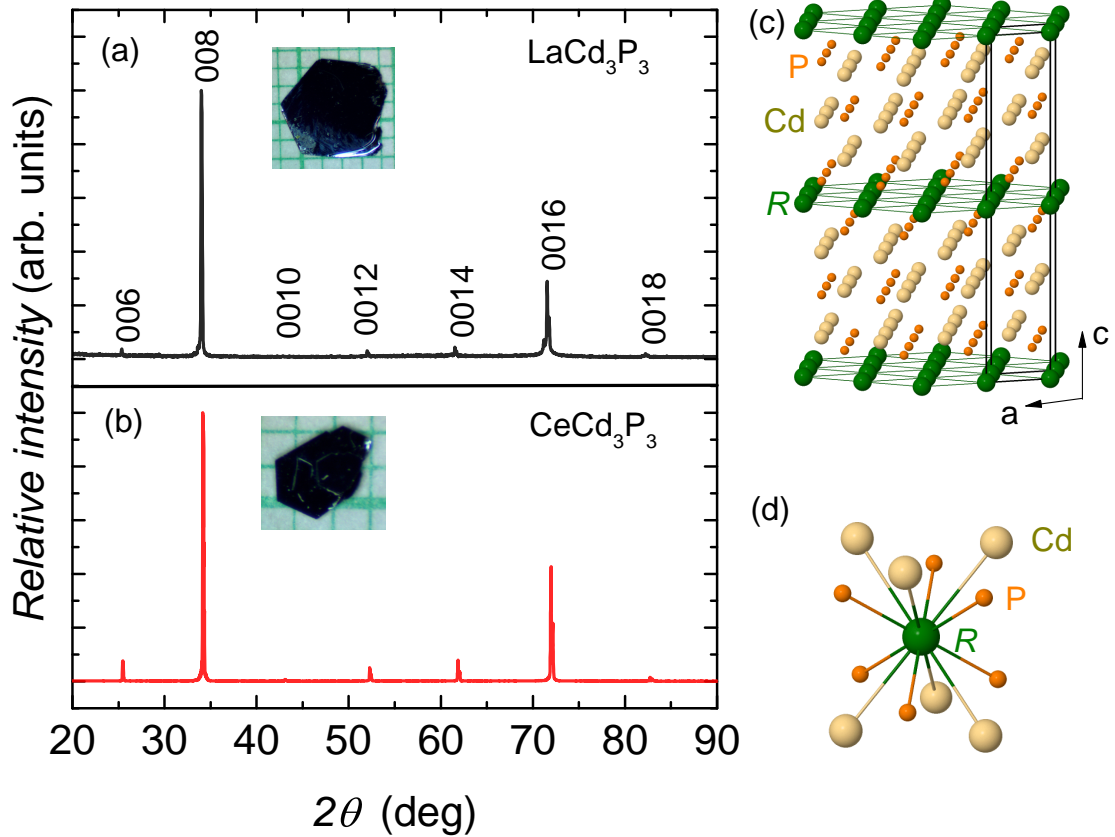 (a)
LaCd₃P₃
006
008
0010
0012
0014
0016
0018
(b)
CeCd₃P₃
Relative intensity (arb. units)
20 30 40 50 60 70 80 90
2θ (deg)
(c)
P
Cd
R
c
a
(d)
Cd
P
R